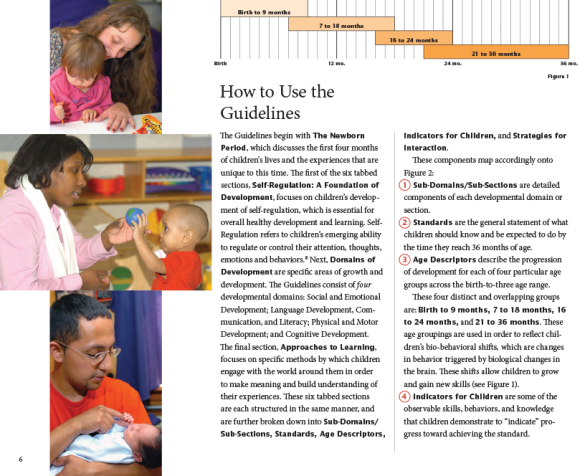 Birth to 9 months
7 to 18 months
16 to 24 months
21 to 36 months
Birth
12 mo.
24 mo.
36 mo.
Figure 1
How to Use the
Guidelines
The Guidelines begin with The Newborn
Period, which discusses the first four months
of children's lives and the experiences that are
unique to this time. The first of the six tabbed
sections, Self-Regulation: A Foundation of
Development, focuses on children's develop-
ment of self-regulation, which is essential for
overall healthy development and learning. Self-
Regulation refers to children's emerging ability
to regulate or control their attention, thoughts,
emotions and behaviors.⁸ Next, Domains of
Development are specific areas of growth and
development. The Guidelines consist of four
developmental domains: Social and Emotional
Development; Language Development, Com-
munication, and Literacy; Physical and Motor
Development; and Cognitive Development.
The final section, Approaches to Learning,
focuses on specific methods by which children
engage with the world around them in order
to make meaning and build understanding of
their experiences. These six tabbed sections
are each structured in the same manner, and
are further broken down into Sub-Domains/
Sub-Sections, Standards, Age Descriptors,
Indicators for Children, and Strategies for
Interaction.
These components map accordingly onto
Figure 2:
1 Sub-Domains/Sub-Sections are detailed
components of each developmental domain or
section.
2 Standards are the general statement of what
children should know and be expected to do by
the time they reach 36 months of age.
3 Age Descriptors describe the progression
of development for each of four particular age
groups across the birth-to-three age range.
These four distinct and overlapping groups
are: Birth to 9 months, 7 to 18 months, 16
to 24 months, and 21 to 36 months. These
age groupings are used in order to reflect chil-
dren's bio-behavioral shifts, which are changes
in behavior triggered by biological changes in
the brain. These shifts allow children to grow
and gain new skills (see Figure 1).
4 Indicators for Children are some of the
observable skills, behaviors, and knowledge
that children demonstrate to "indicate" pro-
gress toward achieving the standard.
6